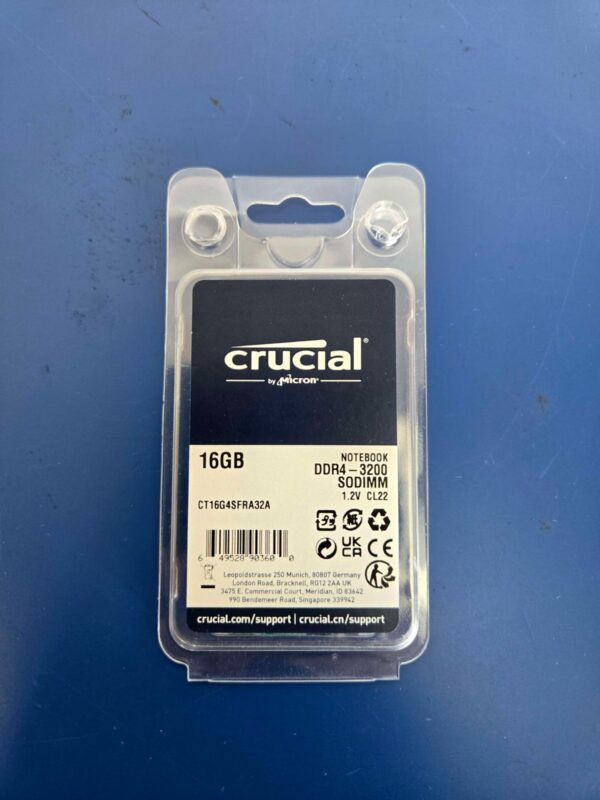 crucial®
by Micron®
16GB
NOTEBOOK
DDR4-3200
SODIMM
1.2V CL22
CT16G4SFRA32A
UK
CA
CE
6 49528 90360 0
Leopoldstrasse 250 Munich, 80807 Germany
London Road, Bracknell, RG12 2AA UK
3475 E. Commercial Court, Meridian, ID 83642
990 Bendemeer Road, Singapore 339942
crucial.com/support | crucial.cn/support